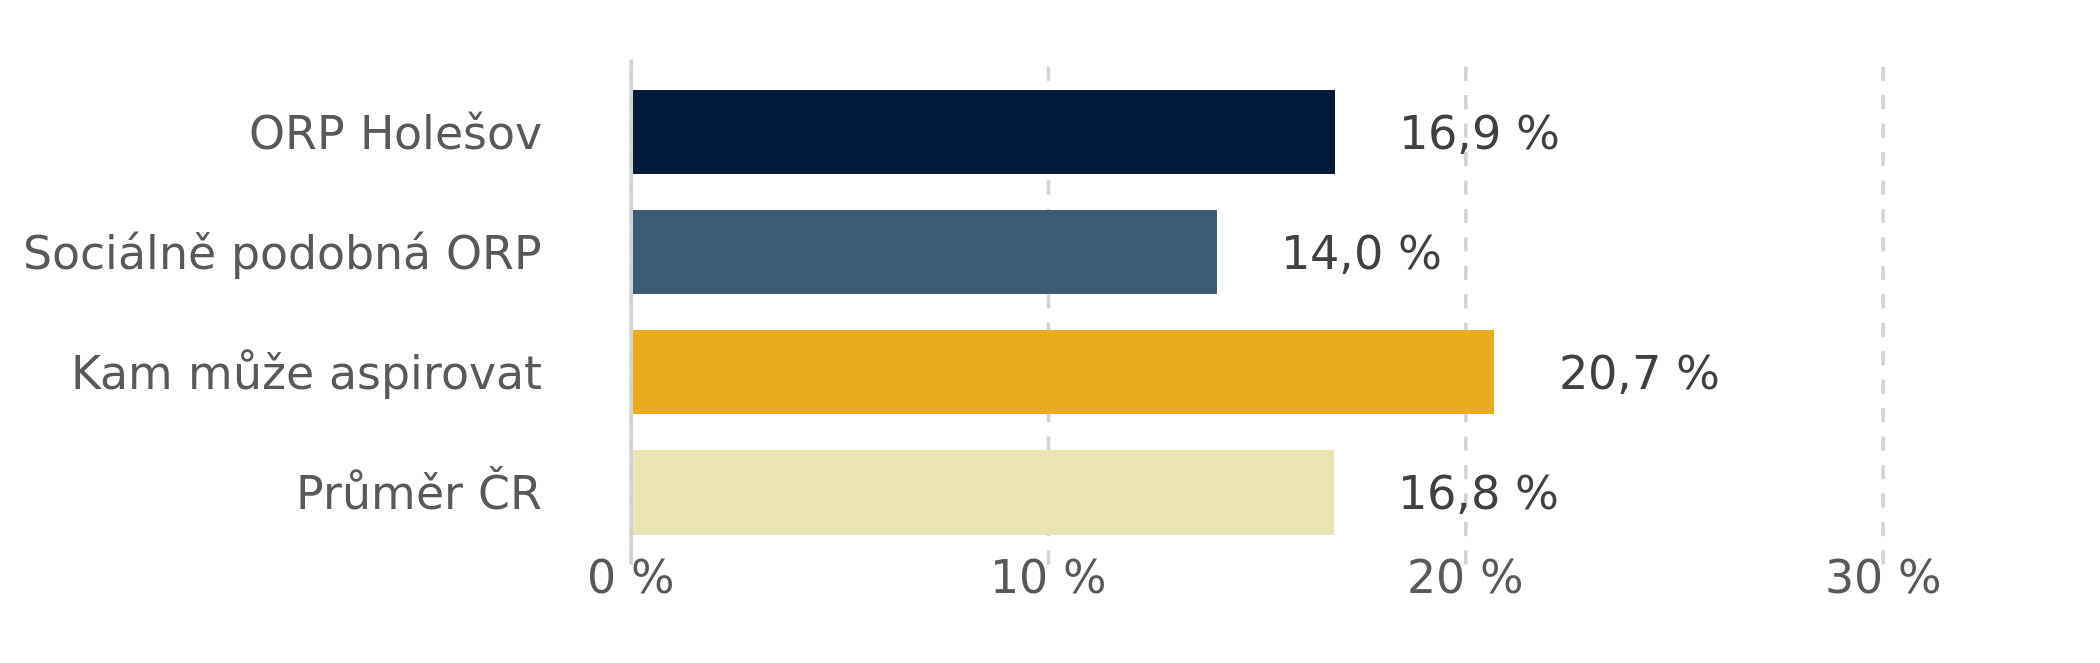 ORP Holešov
16,9 %
Sociálně podobná ORP
14,0 %
Kam může aspirovat
20,7 %
Průměr ČR
16,8 %
0 %
10 %
20 %
30 %